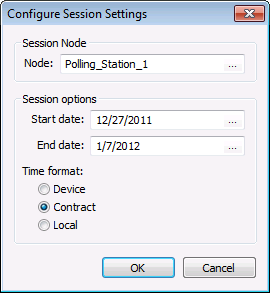 Configure Session Settings
Session Node
Node: Polling_Station_1 ...
Session options
Start date: 12/27/2011 ...
End date: 1/7/2012 ...
Time format:
Device
Contract
Local
OK Cancel